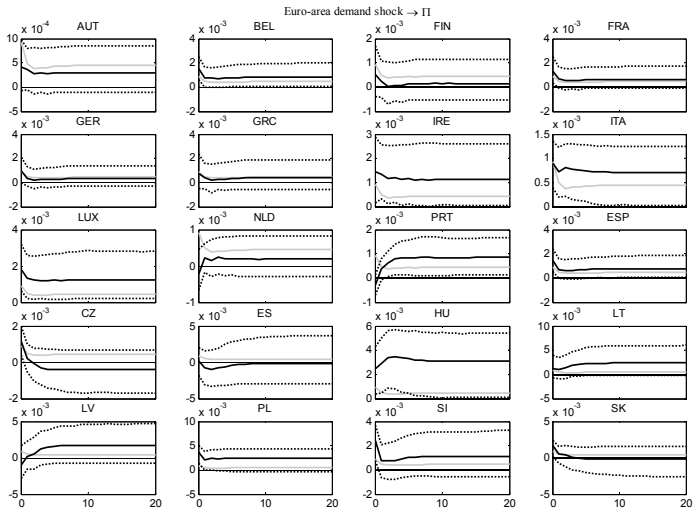 Euro-area demand shock → Π
AUT BEL FIN FRA
x 10⁻⁴ x 10⁻³ x 10⁻³ x 10⁻³
10 5 0 -5
4 2 0 -2
2 1 0 -1
4 2 0 -2
GER GRC IRE ITA
x 10⁻³ x 10⁻³ x 10⁻³ x 10⁻³
4 2 0 -2
4 2 0 -2
3 2 1 0
1.5 1 0.5 0
LUX NLD PRT ESP
x 10⁻³ x 10⁻³ x 10⁻³ x 10⁻³
4 2 0
1 0 -1
2 1 0 -1
4 2 0 -2
CZ ES HU LT
x 10⁻³ x 10⁻³ x 10⁻³ x 10⁻³
2 0 -2
5 0 -5
6 4 2 0
10 5 0 -5
LV PL SI SK
x 10⁻³ x 10⁻³ x 10⁻³ x 10⁻³
5 0 -5
10 5 0 -5
4 2 0 -2
5 0 -5
0 10 20 0 10 20 0 10 20 0 10 20